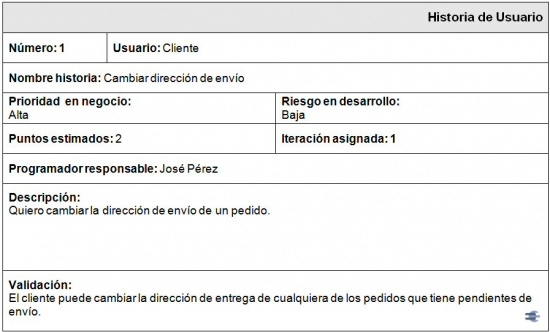 Historia de Usuario
Número: 1 Usuario: Cliente
Nombre historia: Cambiar dirección de envío
Prioridad en negocio: Riesgo en desarrollo:
Alta Baja
Puntos estimados: 2 Iteración asignada: 1
Programador responsable: José Pérez
Descripción:
Quiero cambiar la dirección de envío de un pedido.
Validación:
El cliente puede cambiar la dirección de entrega de cualquiera de los pedidos que tiene pendientes de
envío.